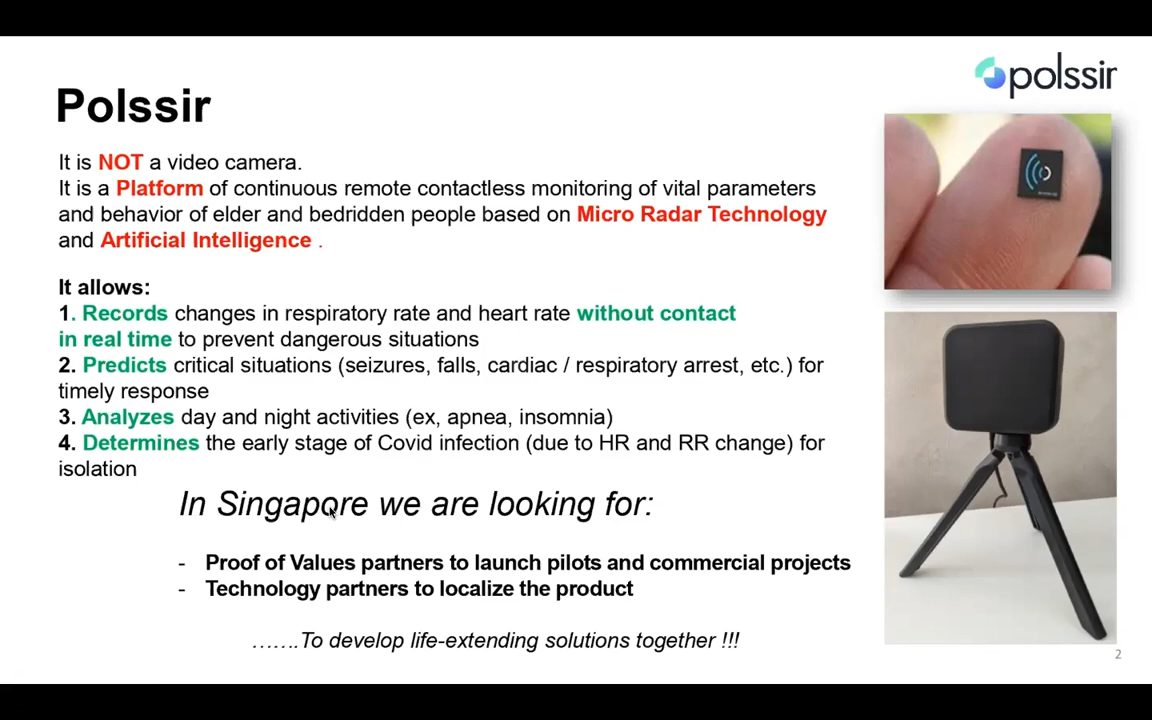 polssir
Polssir
It is NOT a video camera.
It is a Platform of continuous remote contactless monitoring of vital parameters
and behavior of elder and bedridden people based on Micro Radar Technology
and Artificial Intelligence .
It allows:
1. Records changes in respiratory rate and heart rate without contact
in real time to prevent dangerous situations
2. Predicts critical situations (seizures, falls, cardiac / respiratory arrest, etc.) for
timely response
3. Analyzes day and night activities (ex, apnea, insomnia)
4. Determines the early stage of Covid infection (due to HR and RR change) for
isolation
In Singapore we are looking for:
- Proof of Values partners to launch pilots and commercial projects
- Technology partners to localize the product
…….To develop life-extending solutions together !!!
2